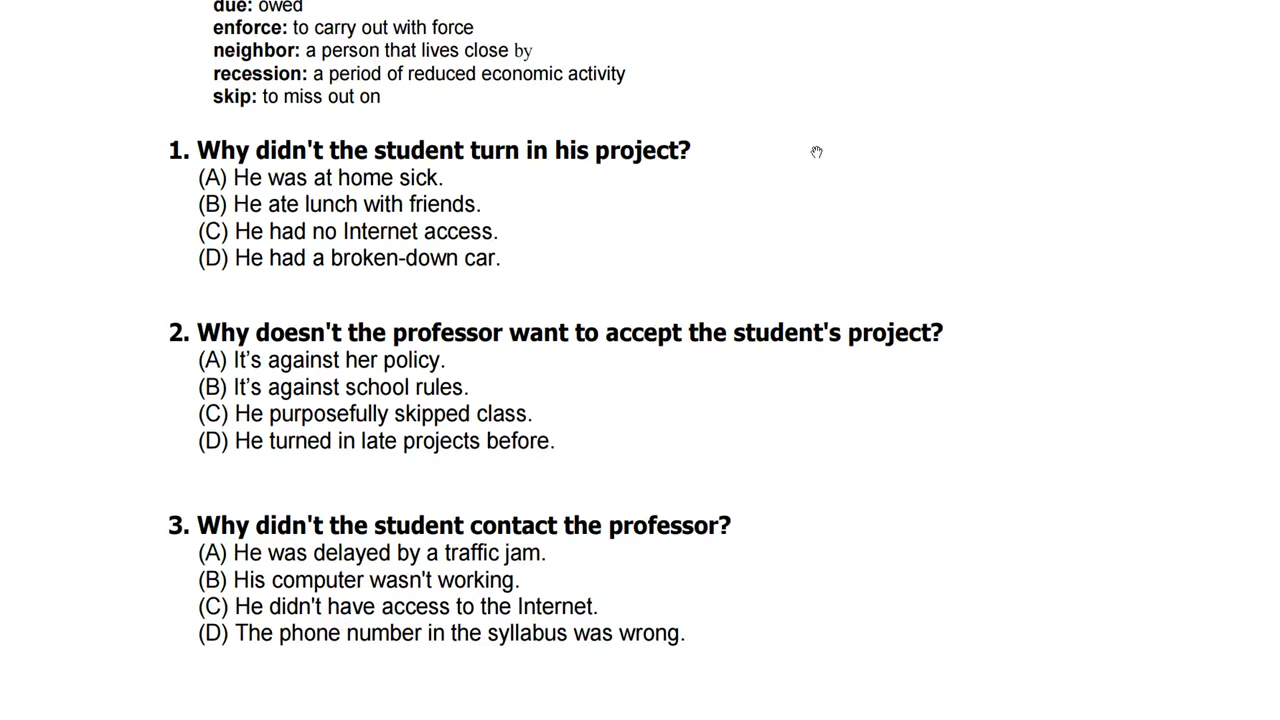 due: owed
enforce: to carry out with force
neighbor: a person that lives close by
recession: a period of reduced economic activity
skip: to miss out on
1. Why didn't the student turn in his project?
(A) He was at home sick.
(B) He ate lunch with friends.
(C) He had no Internet access.
(D) He had a broken-down car.
2. Why doesn't the professor want to accept the student's project?
(A) It’s against her policy.
(B) It’s against school rules.
(C) He purposefully skipped class.
(D) He turned in late projects before.
3. Why didn't the student contact the professor?
(A) He was delayed by a traffic jam.
(B) His computer wasn't working.
(C) He didn't have access to the Internet.
(D) The phone number in the syllabus was wrong.